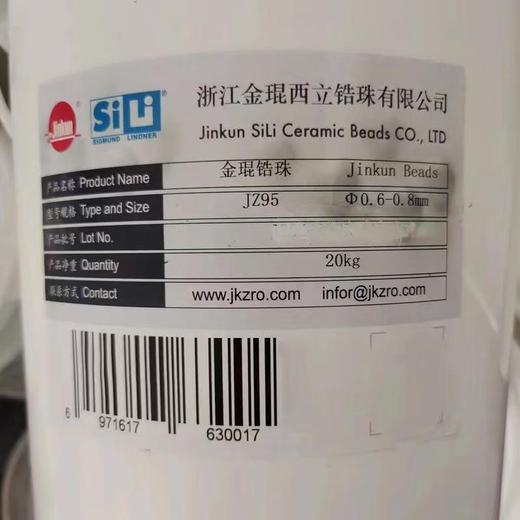 Jinkun
SiLi®
SIGMUND LINDNER
浙江金琨西立锆珠有限公司
Jinkun SiLi Ceramic Beads CO., LTD
产品名称 Product Name 金琨锆珠 Jinkun Beads
型号规格 Type and Size JZ95 Φ0.6-0.8mm
产品批号 Lot No.
产品净重 Quantity 20kg
联系方式 Contact www.jkzro.com infor@jkzro.com
6 971617 630017